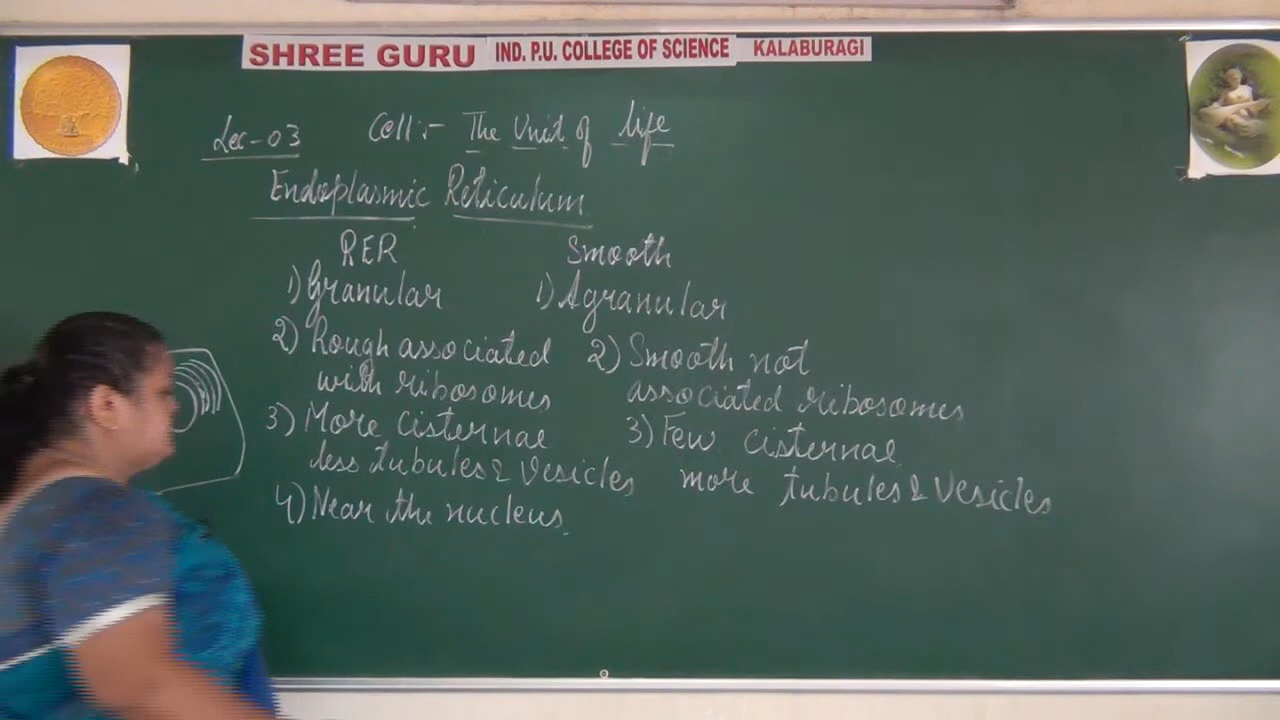 SHREE GURU IND. P.U. COLLEGE OF SCIENCE KALABURAGI
Lec-03 Cell:- The Unit of life
Endoplasmic Reticulum
RER Smooth
1) Granular 1) Agranular
2) Rough associated 2) Smooth not
with ribosomes associated ribosomes
3) More cisternae 3) Few cisternae
less tubules & vesicles more tubules & vesicles
4) Near the nucleus